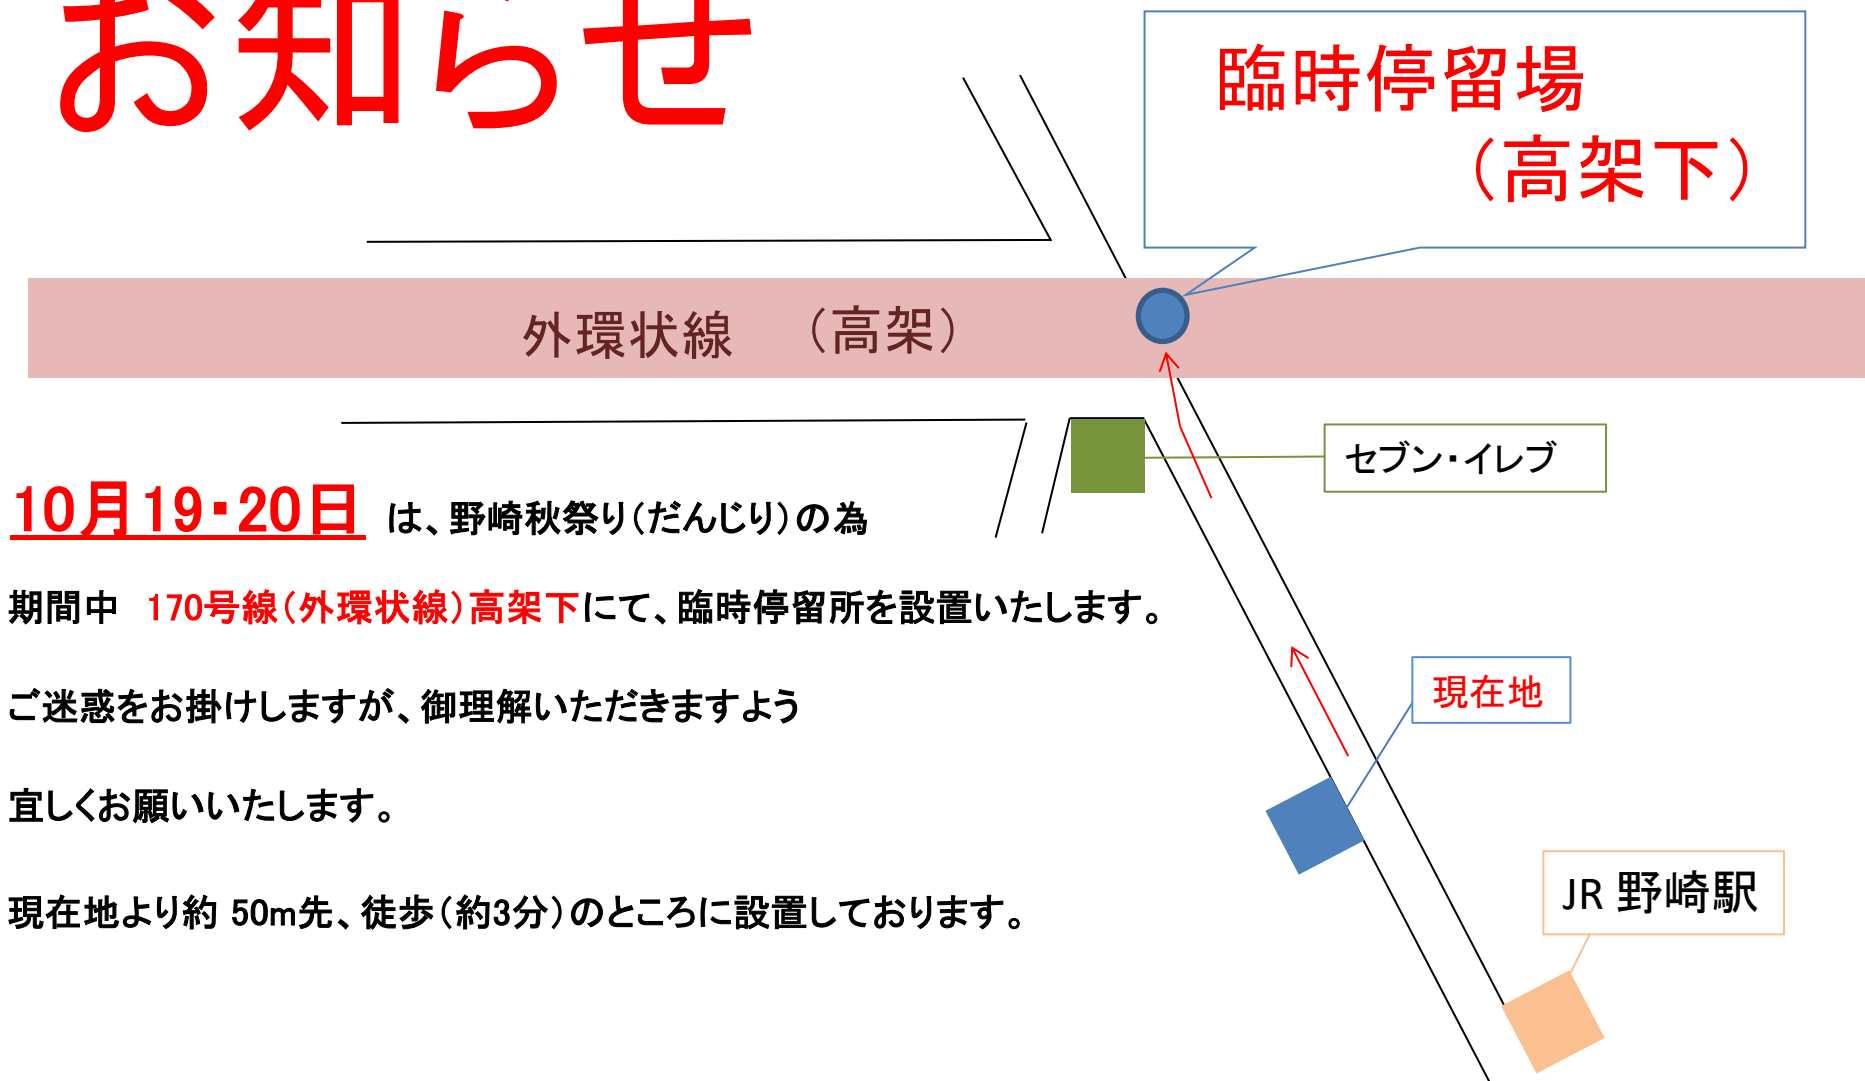 お知らせ
臨時停留場
（高架下）
外環状線　（高架）
セブン・イレブ
10月19・20日 は、野崎秋祭り（だんじり）の為
期間中　170号線（外環状線）高架下にて、臨時停留所を設置いたします。
ご迷惑をお掛けしますが、御理解いただきますよう
現在地
宜しくお願いいたします。
JR 野崎駅
現在地より約 50m先、徒歩（約3分）のところに設置しております。